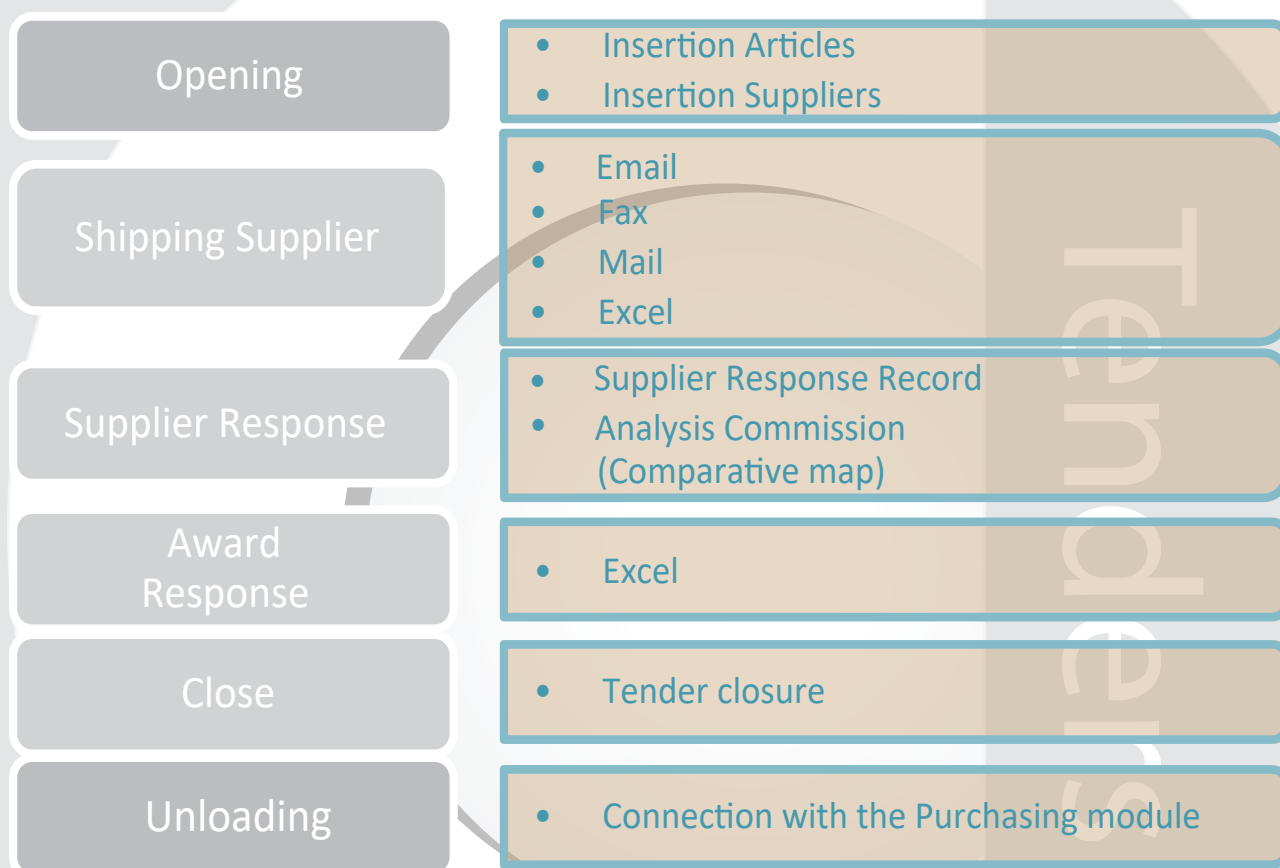 Opening
• Insertion Articles
• Insertion Suppliers
Shipping Supplier
• Email
• Fax
• Mail
• Excel
Supplier Response
• Supplier Response Record
• Analysis Commission
(Comparative map)
Award
Response
• Excel
Close
• Tender closure
Unloading
• Connection with the Purchasing module
Tenders